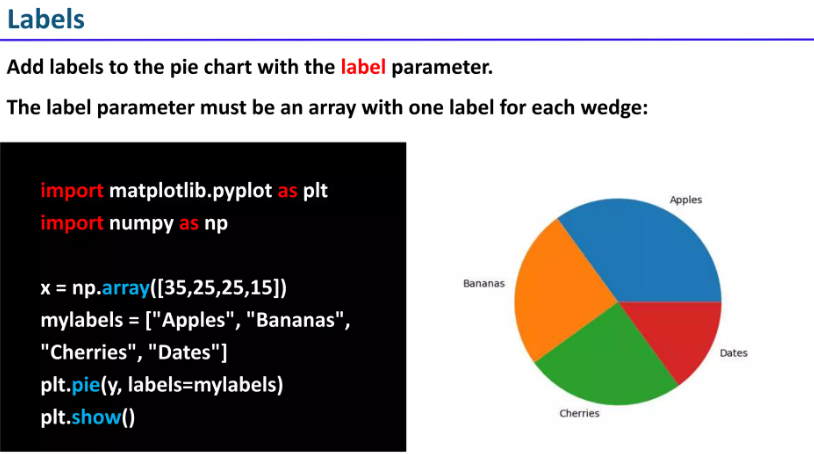 Labels
Add labels to the pie chart with the label parameter.
The label parameter must be an array with one label for each wedge:
import matplotlib.pyplot as plt
import numpy as np
x = np.array([35,25,25,15])
mylabels = ["Apples", "Bananas",
"Cherries", "Dates"]
plt.pie(y, labels=mylabels)
plt.show()
Apples
Bananas
Dates
Cherries